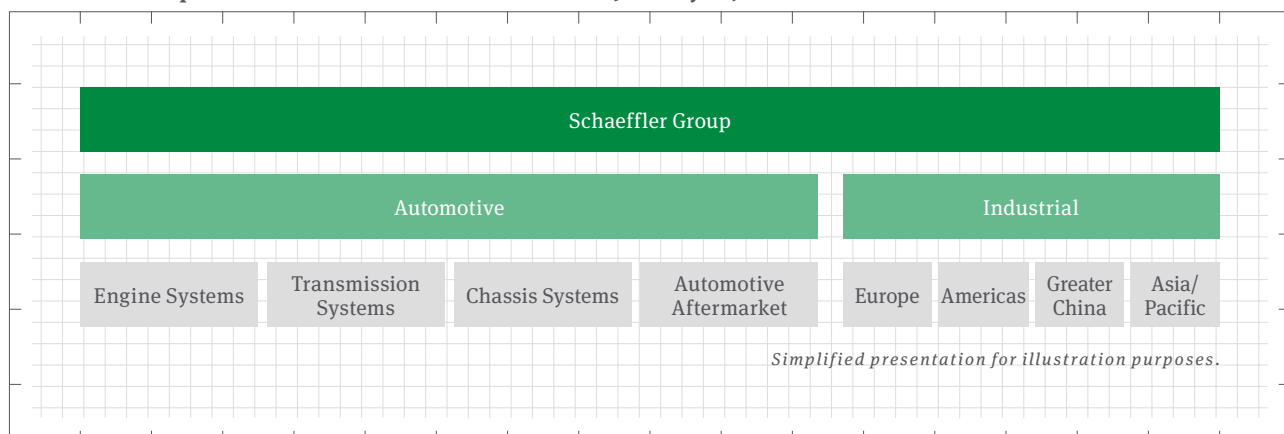 Schaeffler Group
Automotive
Industrial
Engine Systems
Transmission
Systems
Chassis Systems
Automotive
Aftermarket
Europe
Americas
Greater
China
Asia/
Pacific
Simplified presentation for illustration purposes.